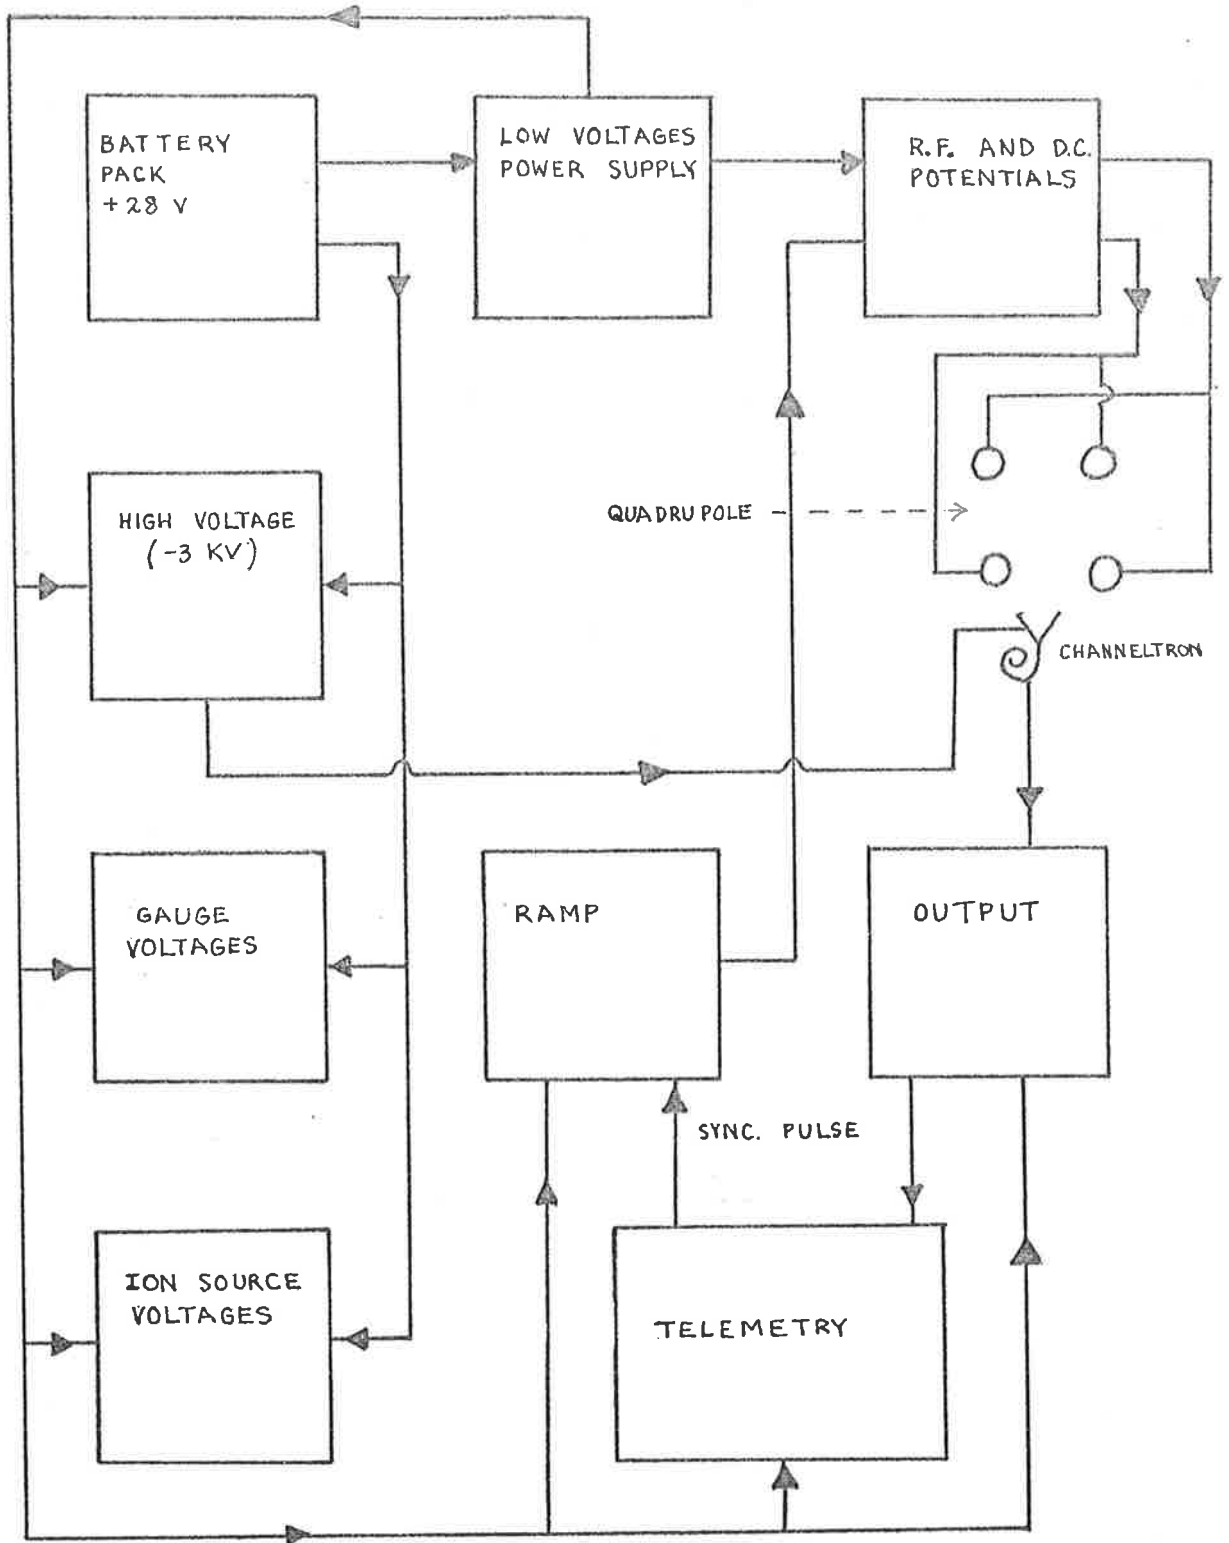 BATTERY
PACK
+28 V
LOW VOLTAGES
POWER SUPPLY
R.F. AND D.C.
POTENTIALS
HIGH VOLTAGE
(-3 KV)
QUADRUPOLE
CHANNELTRON
GAUGE
VOLTAGES
RAMP
OUTPUT
SYNC. PULSE
ION SOURCE
VOLTAGES
TELEMETRY